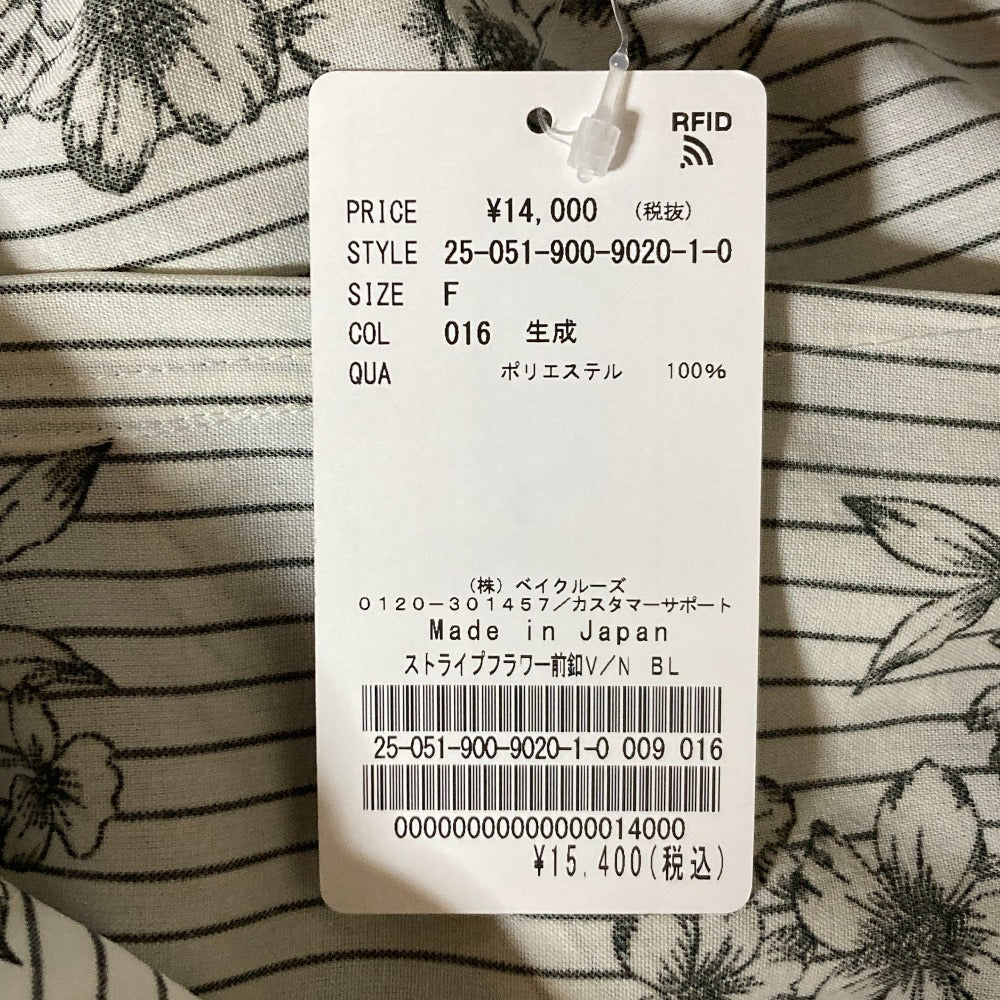 RFID
PRICE ¥14,000 (税抜)
STYLE 25-051-900-9020-1-0
SIZE F
COL 016 生成
QUA ポリエステル 100%
(株)ベイクルーズ
0120-301457/カスタマーサポート
Made in Japan
ストライプフラワー前釦V/N BL
25-051-900-9020-1-0 009 016
00000000000000014000
¥15,400(税込)